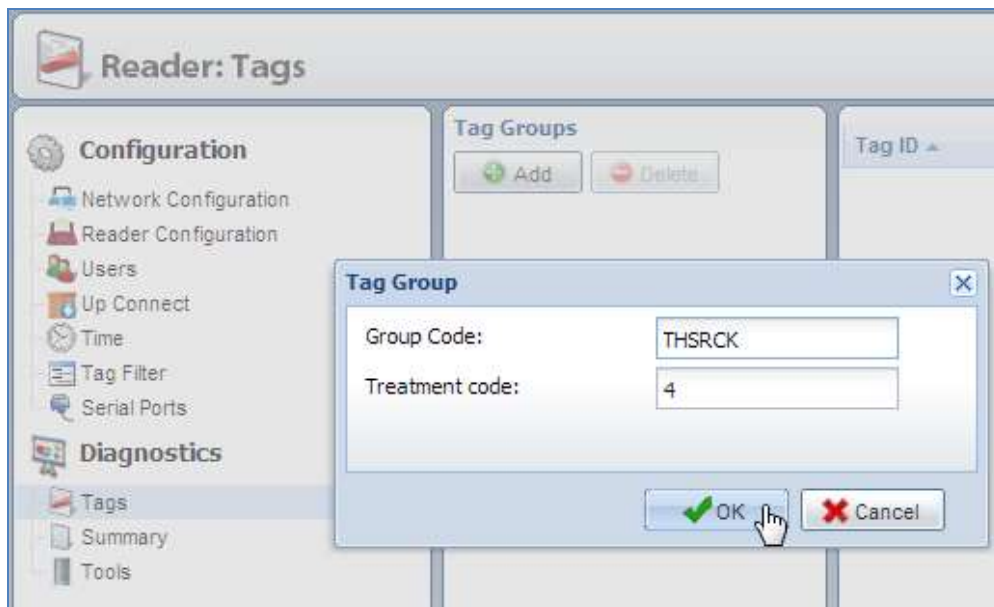 Reader: Tags
Configuration
Network Configuration
Reader Configuration
Users
Up Connect
Time
Tag Filter
Serial Ports
Diagnostics
Tags
Summary
Tools
Tag Groups
Add
Delete
Tag ID
Tag Group
Group Code:
THSRCK
Treatment code:
4
OK
Cancel